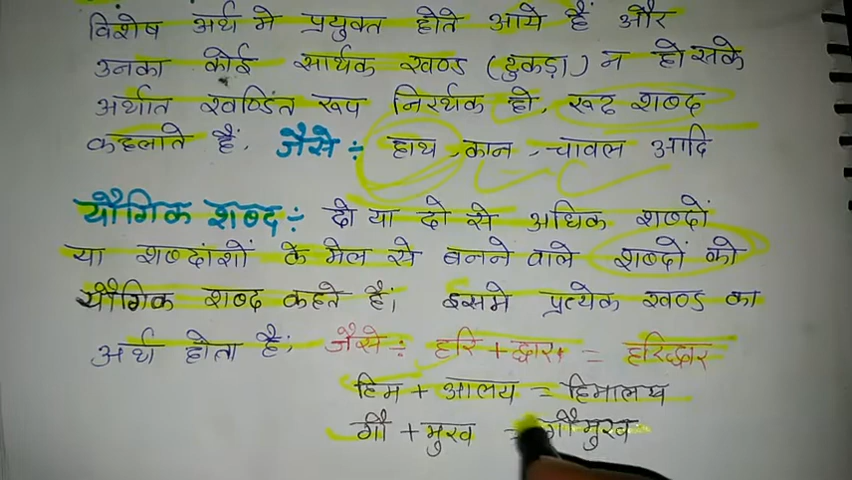 विशेष अर्थ मे प्रयुक्त होते आये हैं और
उनका कोई सार्थक खण्ड (टुकड़ा) न हो सके
अर्थात खण्डित रूप निरर्थक हो, रूढ शब्द
कहलाते हैं, जैसे÷ हाथ, कान, चावल आदि
यौगिक शब्द÷ दो या दो से अधिक शब्दों
या शब्दांशों के मेल से बनने वाले शब्दों को
यौगिक शब्द कहते हैं। इसमे प्रत्येक खण्ड का
अर्थ होता है, जैसे÷ हरि + द्वार = हरिद्वार
हिम + आलय = हिमालय
गौ + मुख = गौमुख